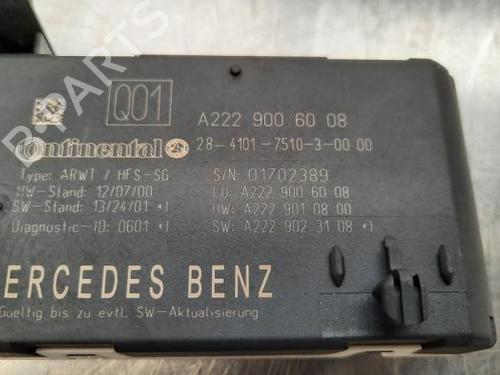 Q01
A222 900 60 08
Continental
28-4101-7510-3-00 00
Type: ARWT / HFS-SG
S/N: 01702389
HW-Stand: 12/07/00
LU: A222 900 60 08
SW-Stand: 13/24/01 *)
HW: A222 901 08 00
Diagnostic-ID: 0601 *)
SW: A222 902 31 08 *)
ERCEDES BENZ
Gueltig bis zu evtl. SW-Aktualisierung
B-PARTS